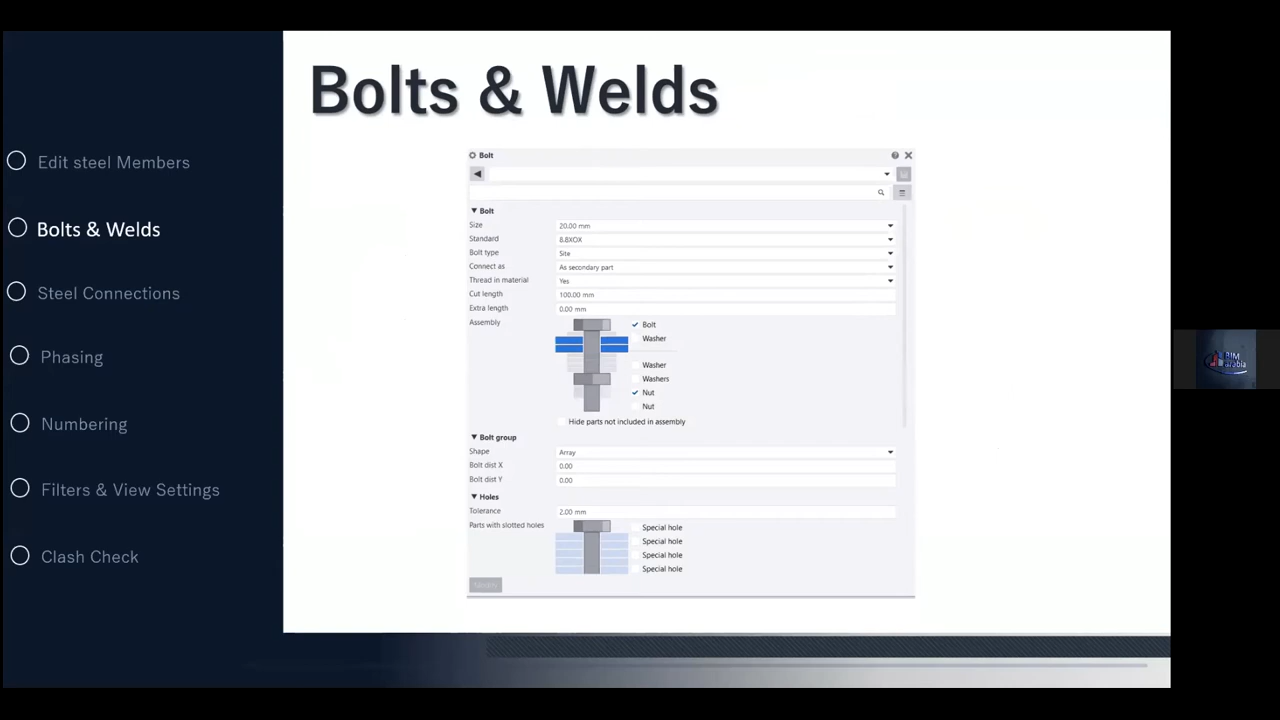 Bolts & Welds
Edit steel Members
Bolts & Welds
Steel Connections
Phasing
Numbering
Filters & View Settings
Clash Check
Bolt
Bolt
Size 20.00 mm
Standard 8.8XOX
Bolt type Site
Connect as As secondary part
Thread in material Yes
Cut length 100.00 mm
Extra length 0.00 mm
Assembly
Bolt
Washer
Washer
Washers
Nut
Nut
Hide parts not included in assembly
Bolt group
Shape Array
Bolt dist X 0.00
Bolt dist Y 0.00
Holes
Tolerance 2.00 mm
Parts with slotted holes
Special hole
Special hole
Special hole
Special hole
Modify
BIM
arabia